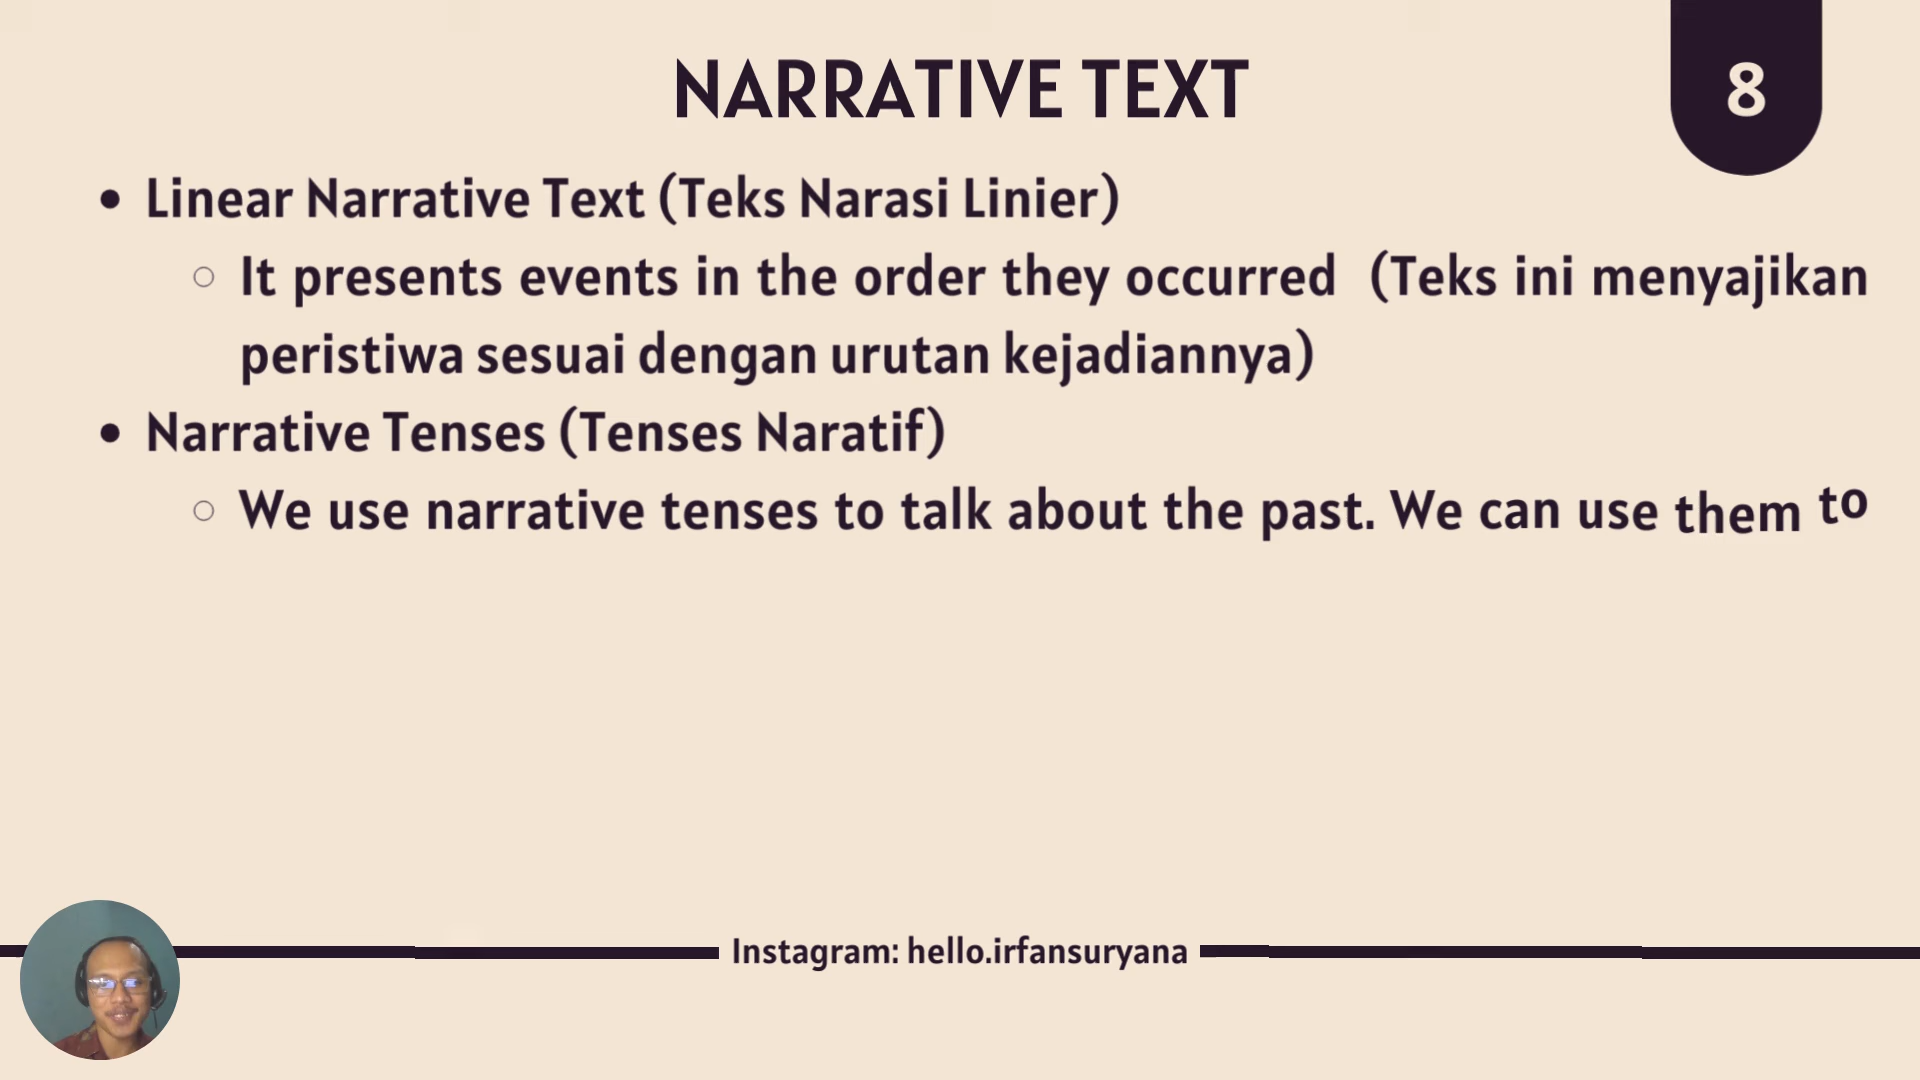 NARRATIVE TEXT
8
• Linear Narrative Text (Teks Narasi Linier)
○ It presents events in the order they occurred (Teks ini menyajikan
peristiwa sesuai dengan urutan kejadiannya)
• Narrative Tenses (Tenses Naratif)
○ We use narrative tenses to talk about the past. We can use them to
Instagram: hello.irfansuryana